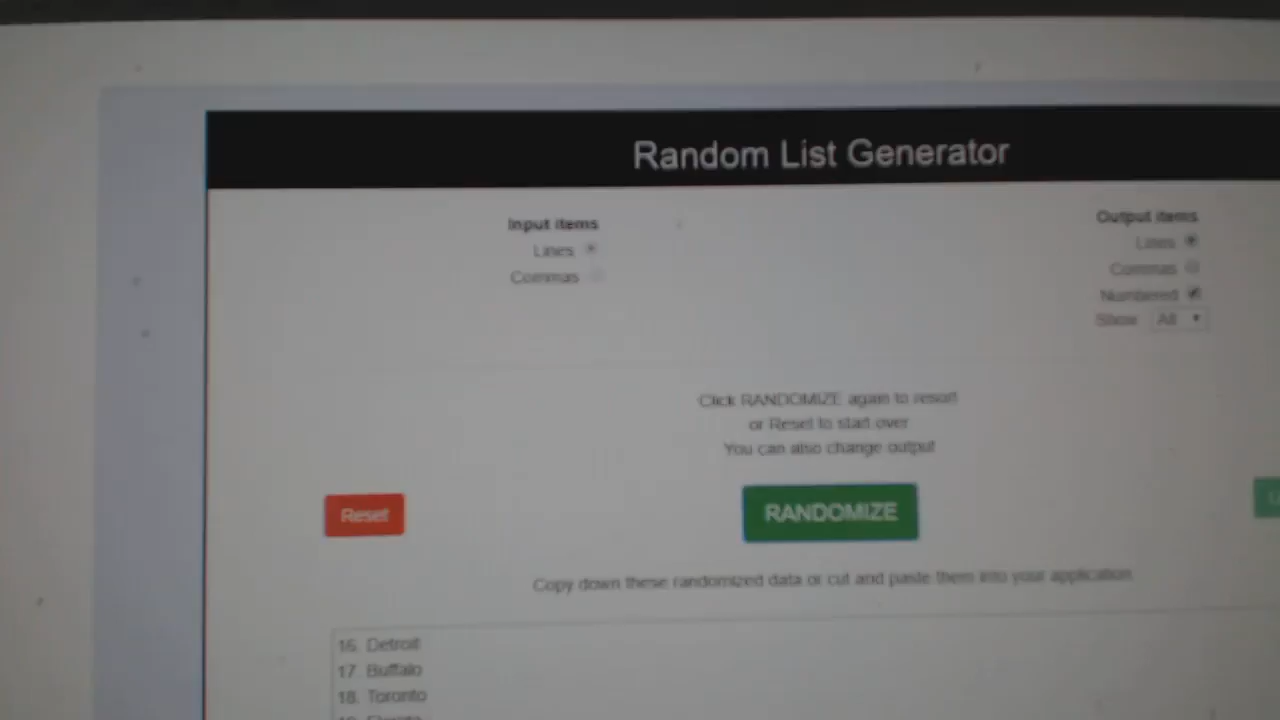 Random List Generator
Input items
Lines
Commas
Output items
Lines
Commas
Numbered
Show All
Click RANDOMIZE again to resort
or Reset to start over
You can also change output
Reset
RANDOMIZE
Copy down these randomized data or cut and paste them into your application
16. Detroit
17. Buffalo
18. Toronto